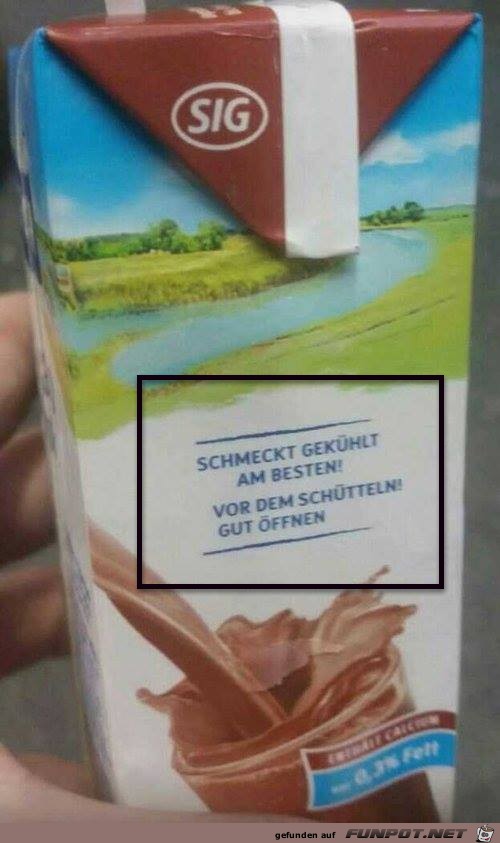 SIG
SCHMECKT GEKÜHLT
AM BESTEN!
VOR DEM SCHÜTTELN!
GUT ÖFFNEN
ENTHÄLT CALCIUM
nur 0,3% Fett
gefunden auf FUNPOT.NET